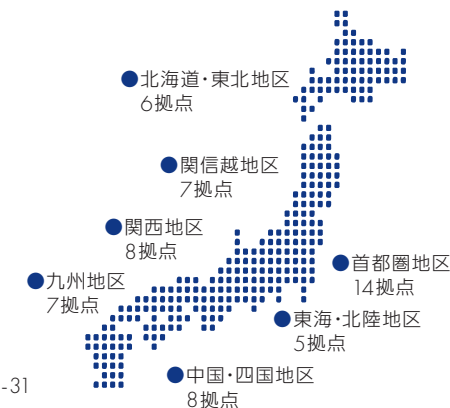 ●北海道・東北地区
6拠点
●関信越地区
7拠点
●関西地区
8拠点
●首都圏地区
14拠点
●九州地区
7拠点
●東海・北陸地区
5拠点
●中国・四国地区
8拠点
-31